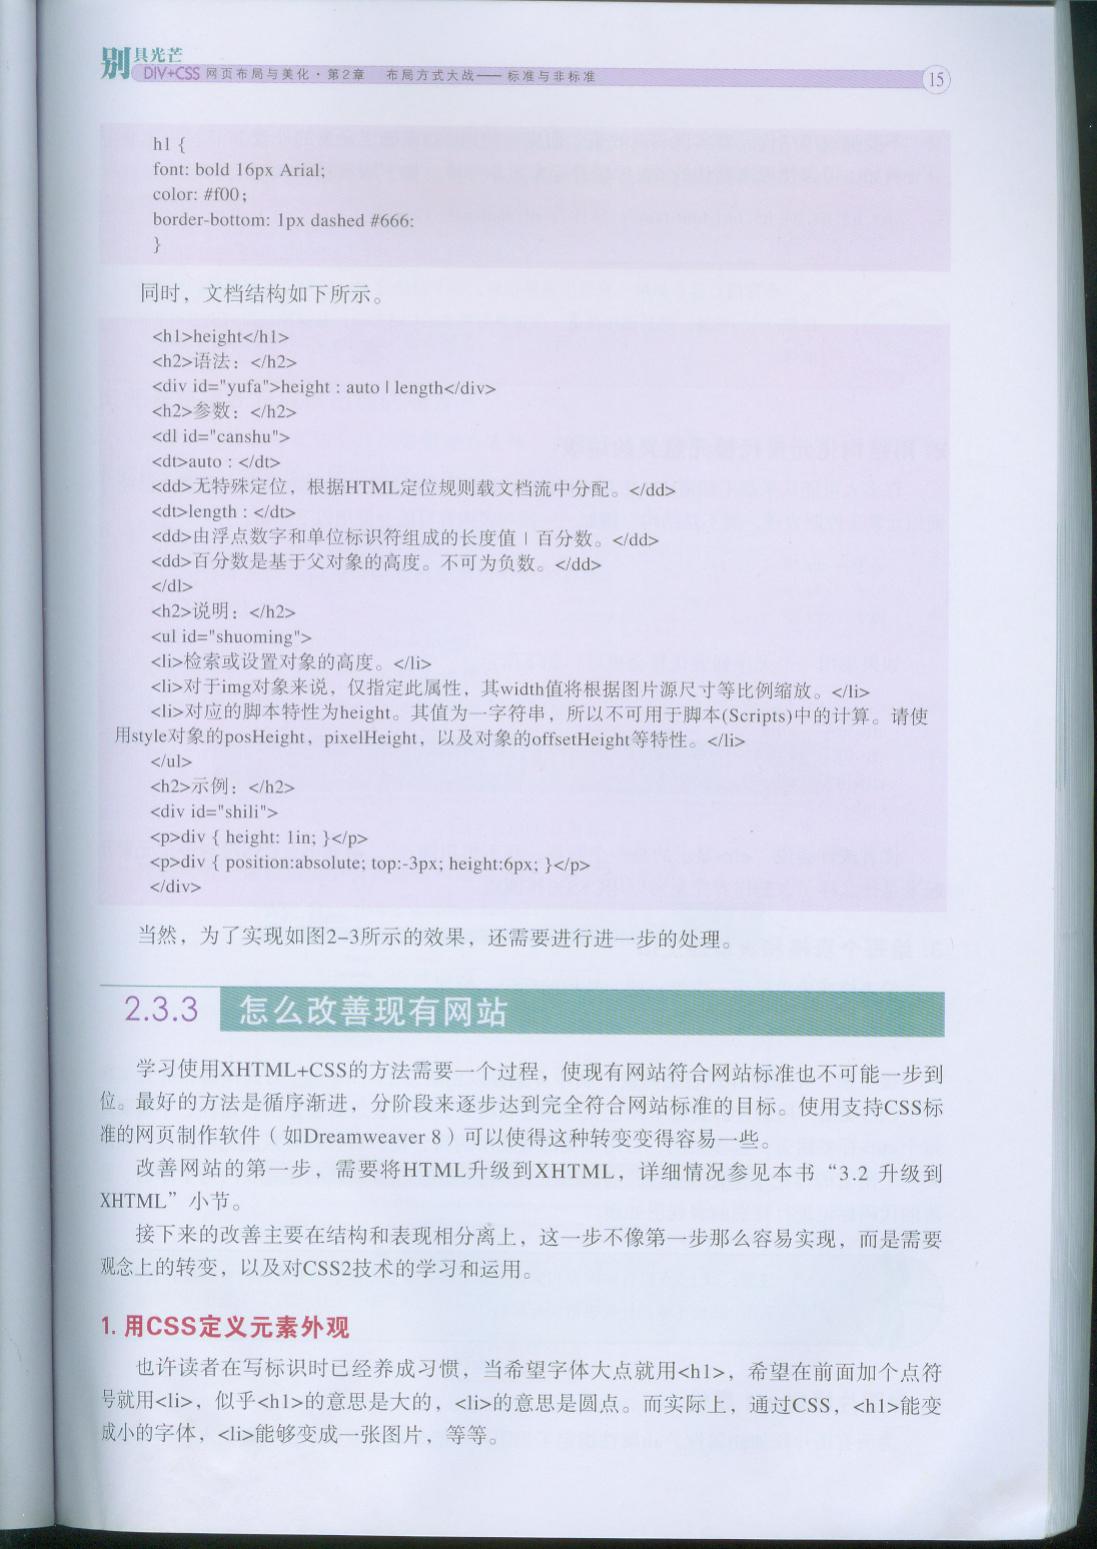 别具光芒
DIV+CSS 网页布局与美化·第2章 布局方式大战——标准与非标准
15
h1 {
font: bold 16px Arial;
color: #f00;
border-bottom: 1px dashed #666:
}
同时，文档结构如下所示。
<h1>height</h1>
<h2>语法：</h2>
<div id="yufa">height : auto | length</div>
<h2>参数：</h2>
<dl id="canshu">
<dt>auto : </dt>
<dd>无特殊定位，根据HTML定位规则载文档流中分配。</dd>
<dt>length : </dt>
<dd>由浮点数字和单位标识符组成的长度值 | 百分数。</dd>
<dd>百分数是基于父对象的高度。不可为负数。</dd>
</dl>
<h2>说明：</h2>
<ul id="shuoming">
<li>检索或设置对象的高度。</li>
<li>对于img对象来说，仅指定此属性，其width值将根据图片源尺寸等比例缩放。</li>
<li>对应的脚本特性为height。其值为一字符串，所以不可用于脚本(Scripts)中的计算。请使
用style对象的posHeight，pixelHeight，以及对象的offsetHeight等特性。</li>
</ul>
<h2>示例：</h2>
<div id="shili">
<p>div { height: 1in; }</p>
<p>div { position:absolute; top:-3px; height:6px; }</p>
</div>
当然，为了实现如图2-3所示的效果，还需要进行进一步的处理。
2.3.3 怎么改善现有网站
学习使用XHTML+CSS的方法需要一个过程，使现有网站符合网站标准也不可能一步到
位。最好的方法是循序渐进，分阶段来逐步达到完全符合网站标准的目标。使用支持CSS标
准的网页制作软件（如Dreamweaver 8）可以使得这种转变变得容易一些。
改善网站的第一步，需要将HTML升级到XHTML，详细情况参见本书“3.2 升级到
XHTML”小节。
接下来的改善主要在结构和表现相分离上，这一步不像第一步那么容易实现，而是需要
观念上的转变，以及对CSS2技术的学习和运用。
1. 用CSS定义元素外观
也许读者在写标识时已经养成习惯，当希望字体大点就用<h1>，希望在前面加个点符
号就用<li>，似乎<h1>的意思是大的，<li>的意思是圆点。而实际上，通过CSS，<h1>能变
成小的字体，<li>能够变成一张图片，等等。